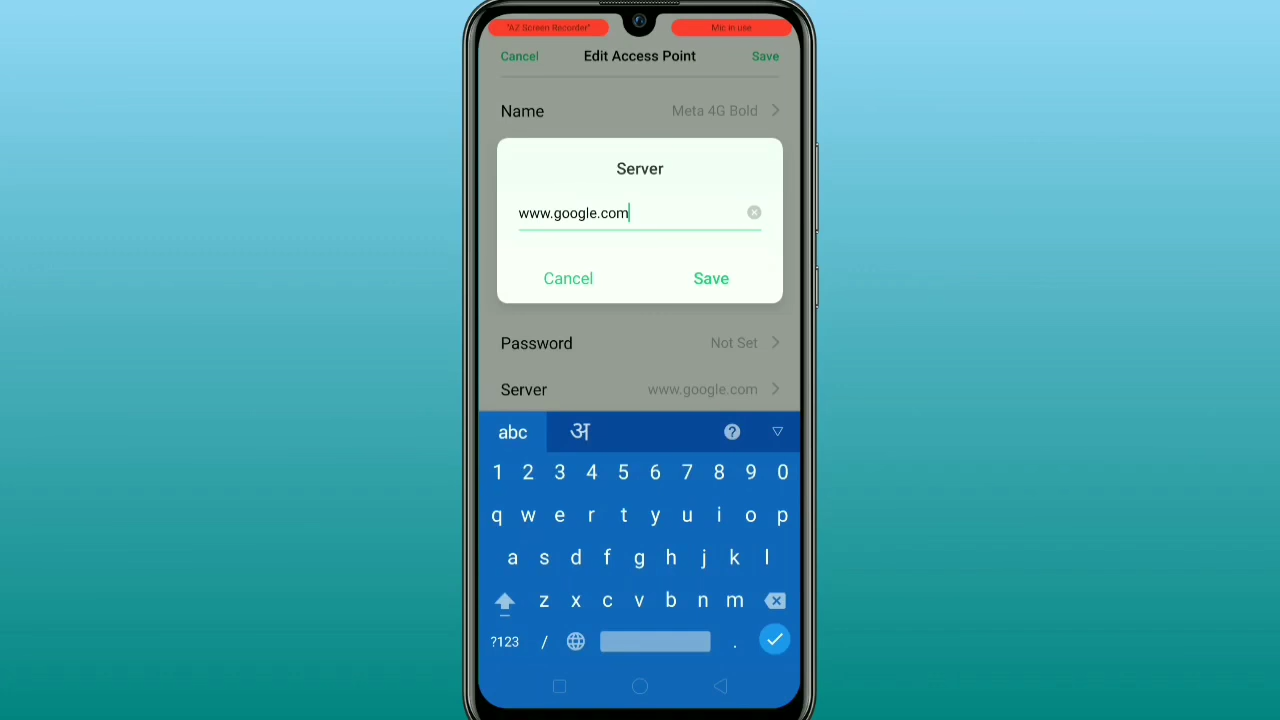 "AZ Screen Recorder"
Mic in use
Cancel Edit Access Point Save
Name Meta 4G Bold
Server
www.google.com
Cancel Save
Password Not Set
Server www.google.com
abc अ ?
1 2 3 4 5 6 7 8 9 0
q w e r t y u i o p
a s d f g h j k l
z x c v b n m
?123 / .